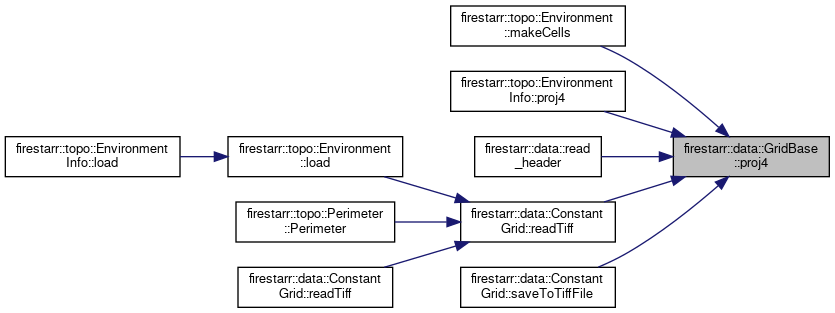 firestarr::topo::Environment
::makeCells
firestarr::topo::Environment
Info::proj4
firestarr::topo::Environment
Info::load
firestarr::topo::Environment
::load
firestarr::data::read
_header
firestarr::data::GridBase
::proj4
firestarr::topo::Perimeter
::Perimeter
firestarr::data::Constant
Grid::readTiff
firestarr::data::Constant
Grid::readTiff
firestarr::data::Constant
Grid::saveToTiffFile